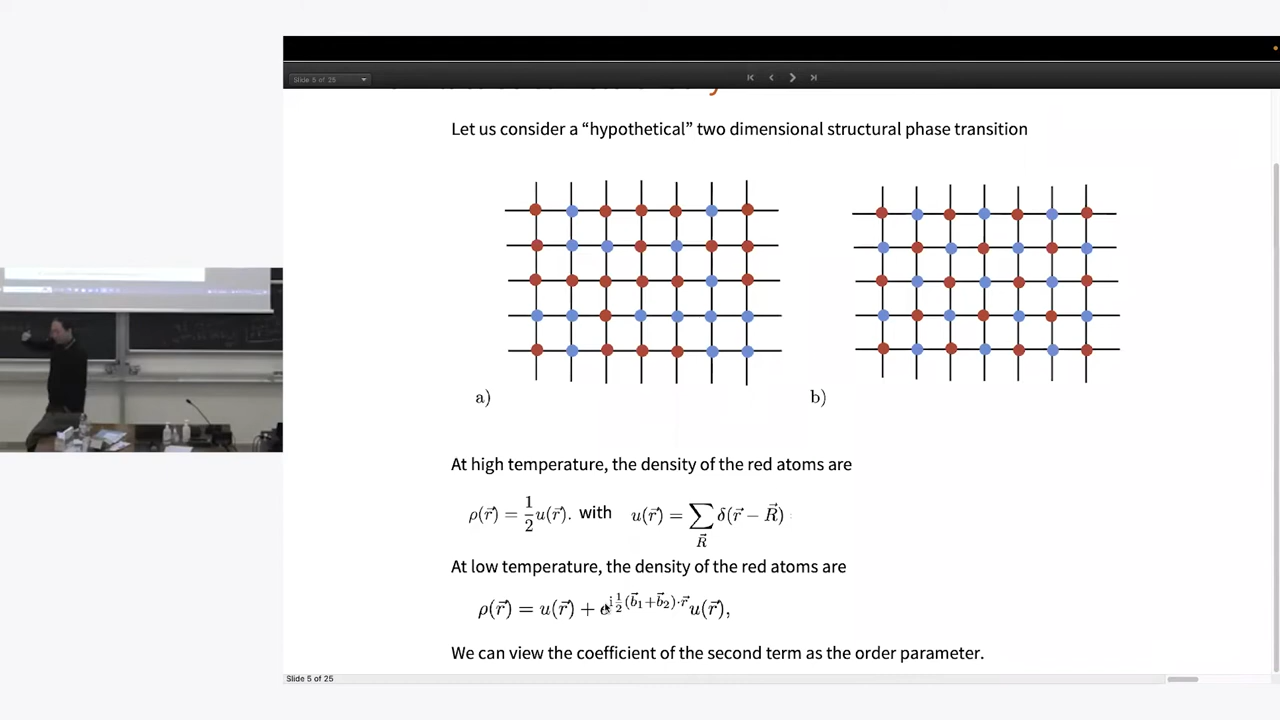 Slide 5 of 25
Let us consider a “hypothetical” two dimensional structural phase transition
a)
b)
At high temperature, the density of the red atoms are
ρ(r⃗) = 1/2 u(r⃗). with u(r⃗) = ∑_R⃗ δ(r⃗ − R⃗)
At low temperature, the density of the red atoms are
ρ(r⃗) = u(r⃗) + e^{i 1/2 (b⃗₁+b⃗₂)·r⃗} u(r⃗),
We can view the coefficient of the second term as the order parameter.
Slide 5 of 25